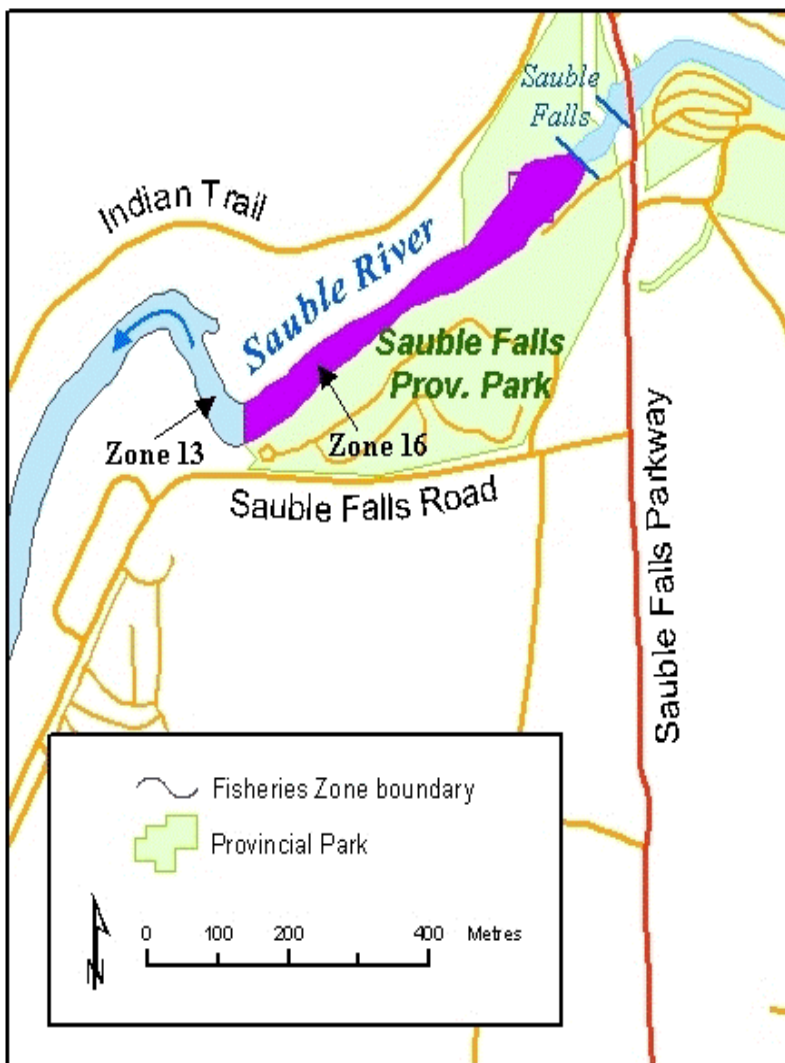 Sauble
Falls
Indian Trail
Sauble River
Sauble Falls
Prov. Park
Zone 13
Zone 16
Sauble Falls Road
Sauble Falls Parkway
Fisheries Zone boundary
Provincial Park
0 100 200 400 Metres
N